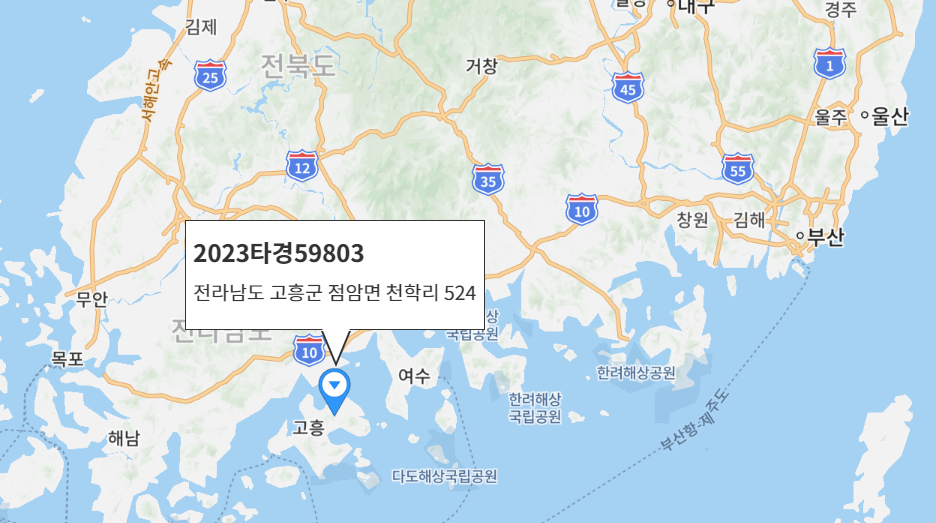 김제
대구
경주
25
전북도
거창
45
1
서해안고속
울주
울산
12
35
55
10
창원
김해
부산
2023타경59803
전라남도 고흥군 점암면 천학리 524
무안
전라남도
국립공원
10
목포
여수
한려해상공원
한려해상
국립공원
부산항-제주도
고흥
해남
다도해상국립공원